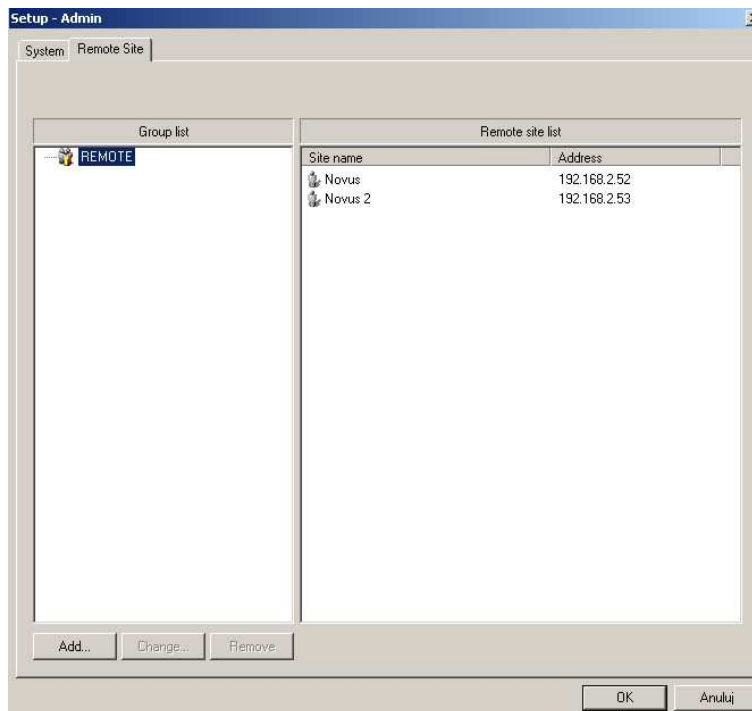 Setup - Admin
System Remote Site
Group list Remote site list
REMOTE Site name Address
Novus 192.168.2.52
Novus 2 192.168.2.53
Add... Change... Remove
OK Anuluj